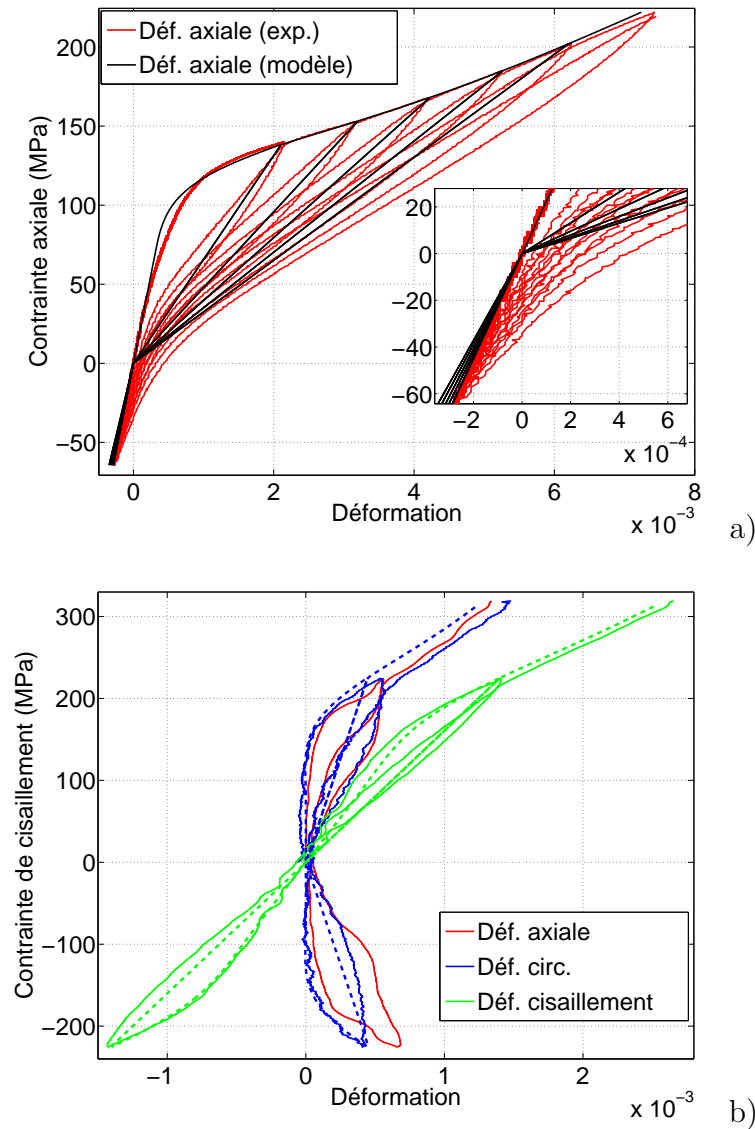 Déf. axiale (exp.)
Déf. axiale (modèle)
Contrainte axiale (MPa)
200
150
100
50
0
−50
0
2
4
6
8
x 10⁻³
Déformation
20
0
−20
−40
−60
−2
0
2
4
6
x 10⁻⁴
a)
Contrainte de cisaillement (MPa)
300
200
100
0
−100
−200
−1
0
1
2
x 10⁻³
Déformation
Déf. axiale
Déf. circ.
Déf. cisaillement
b)